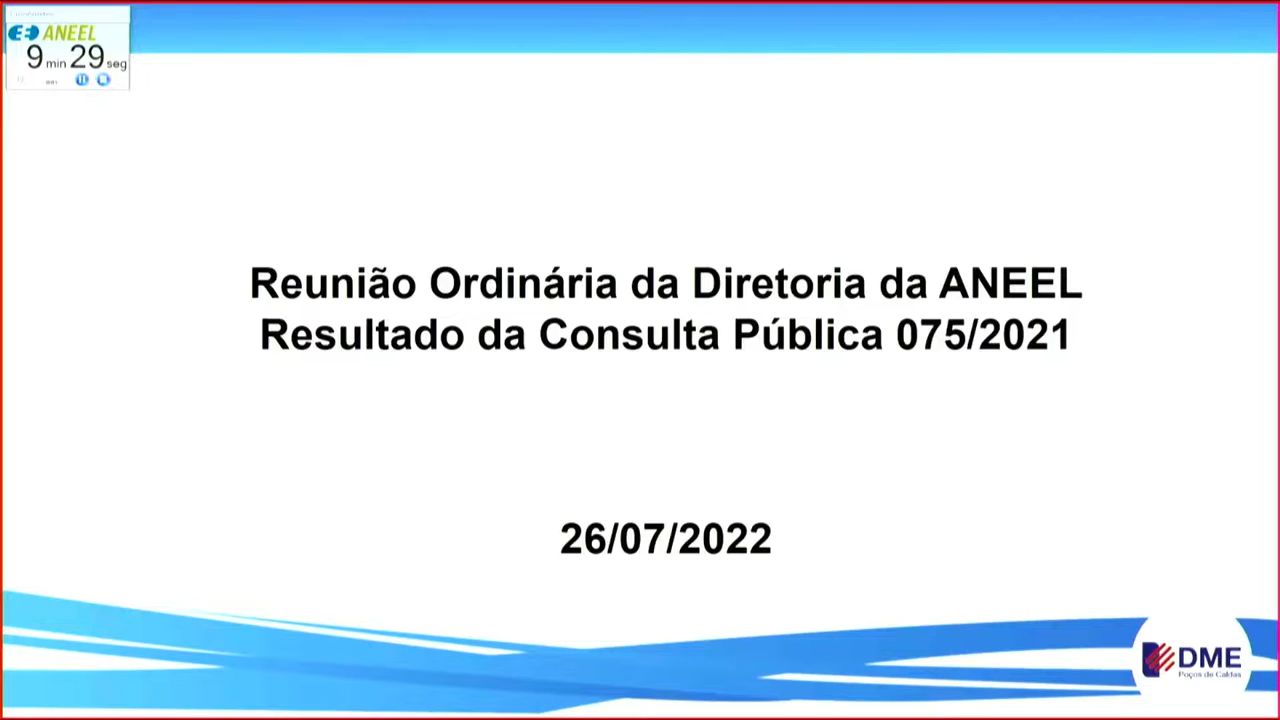 ANEEL
9 min 29 seg
Reunião Ordinária da Diretoria da ANEEL
Resultado da Consulta Pública 075/2021
26/07/2022
DME
Poços de Caldas